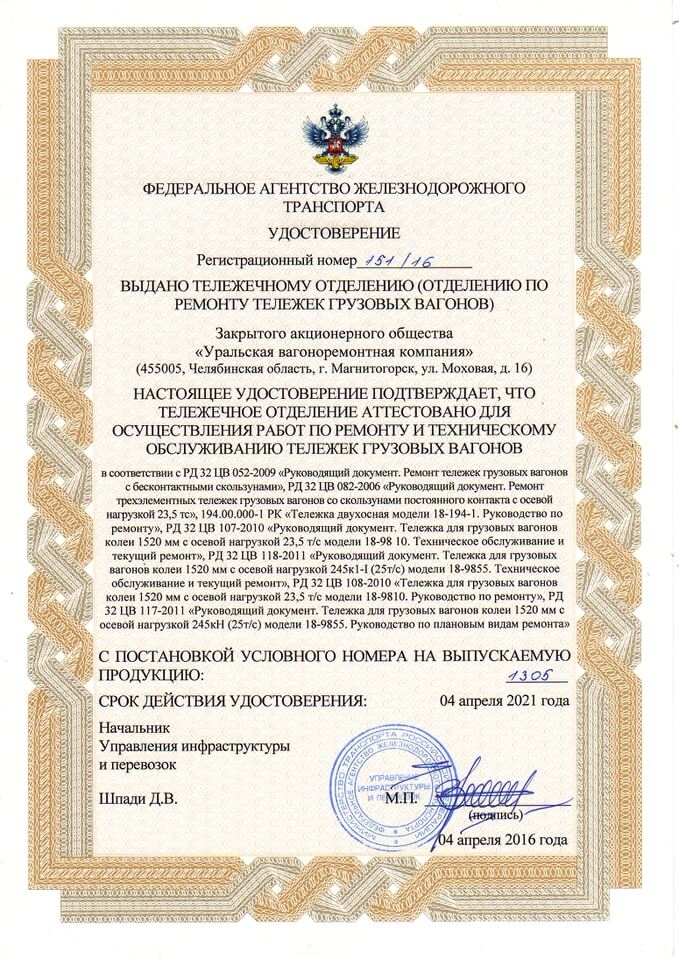 ФЕДЕРАЛЬНОЕ АГЕНТСТВО ЖЕЛЕЗНОДОРОЖНОГО
ТРАНСПОРТА
УДОСТОВЕРЕНИЕ
Регистрационный номер 151/16
ВЫДАНО ТЕЛЕЖЕЧНОМУ ОТДЕЛЕНИЮ (ОТДЕЛЕНИЮ ПО
РЕМОНТУ ТЕЛЕЖЕК ГРУЗОВЫХ ВАГОНОВ)
Закрытого акционерного общества
«Уральская вагоноремонтная компания»
(455005, Челябинская область, г. Магнитогорск, ул. Моховая, д. 16)
НАСТОЯЩЕЕ УДОСТОВЕРЕНИЕ ПОДТВЕРЖДАЕТ, ЧТО
ТЕЛЕЖЕЧНОЕ ОТДЕЛЕНИЕ АТТЕСТОВАНО ДЛЯ
ОСУЩЕСТВЛЕНИЯ РАБОТ ПО РЕМОНТУ И ТЕХНИЧЕСКОМУ
ОБСЛУЖИВАНИЮ ТЕЛЕЖЕК ГРУЗОВЫХ ВАГОНОВ
в соответствии с РД 32 ЦВ 052-2009 «Руководящий документ. Ремонт тележек грузовых вагонов
с бесконтактными скользунами», РД 32 ЦВ 082-2006 «Руководящий документ. Ремонт
трехэлементных тележек грузовых вагонов со скользунами постоянного контакта с осевой
нагрузкой 23,5 тс», 194.00.000-1 РК «Тележка двухосная модели 18-194-1. Руководство по
ремонту», РД 32 ЦВ 107-2010 «Руководящий документ. Тележка для грузовых вагонов
колеи 1520 мм с осевой нагрузкой 23,5 т/с модели 18-98 10. Техническое обслуживание и
текущий ремонт», РД 32 ЦВ 118-2011 «Руководящий документ. Тележка для грузовых
вагонов колеи 1520 мм с осевой нагрузкой 245к1-I (25т/с) модели 18-9855. Техническое
обслуживание и текущий ремонт», РД 32 ЦВ 108-2010 «Тележка для грузовых вагонов
колеи 1520 мм с осевой нагрузкой 23,5 т/с модели 18-9810. Руководство по ремонту», РД
32 ЦВ 117-2011 «Руководящий документ. Тележка для грузовых вагонов колеи 1520 мм с
осевой нагрузкой 245кН (25т/с) модели 18-9855. Руководство по плановым видам ремонта»
С ПОСТАНОВКОЙ УСЛОВНОГО НОМЕРА НА ВЫПУСКАЕМУЮ
ПРОДУКЦИЮ: 1305
СРОК ДЕЙСТВИЯ УДОСТОВЕРЕНИЯ: 04 апреля 2021 года
Начальник
Управления инфраструктуры
и перевозок
Шпади Д.В. М.П.
(подпись)
04 апреля 2016 года
МИНИСТЕРСТВО ТРАНСПОРТА РОССИЙСКОЙ ФЕДЕРАЦИИ
ФЕДЕРАЛЬНОЕ АГЕНТСТВО ЖЕЛЕЗНОДОРОЖНОГО ТРАНСПОРТА
УПРАВЛЕНИЕ
ИНФРАСТРУКТУРЫ
И ПЕРЕВОЗОК